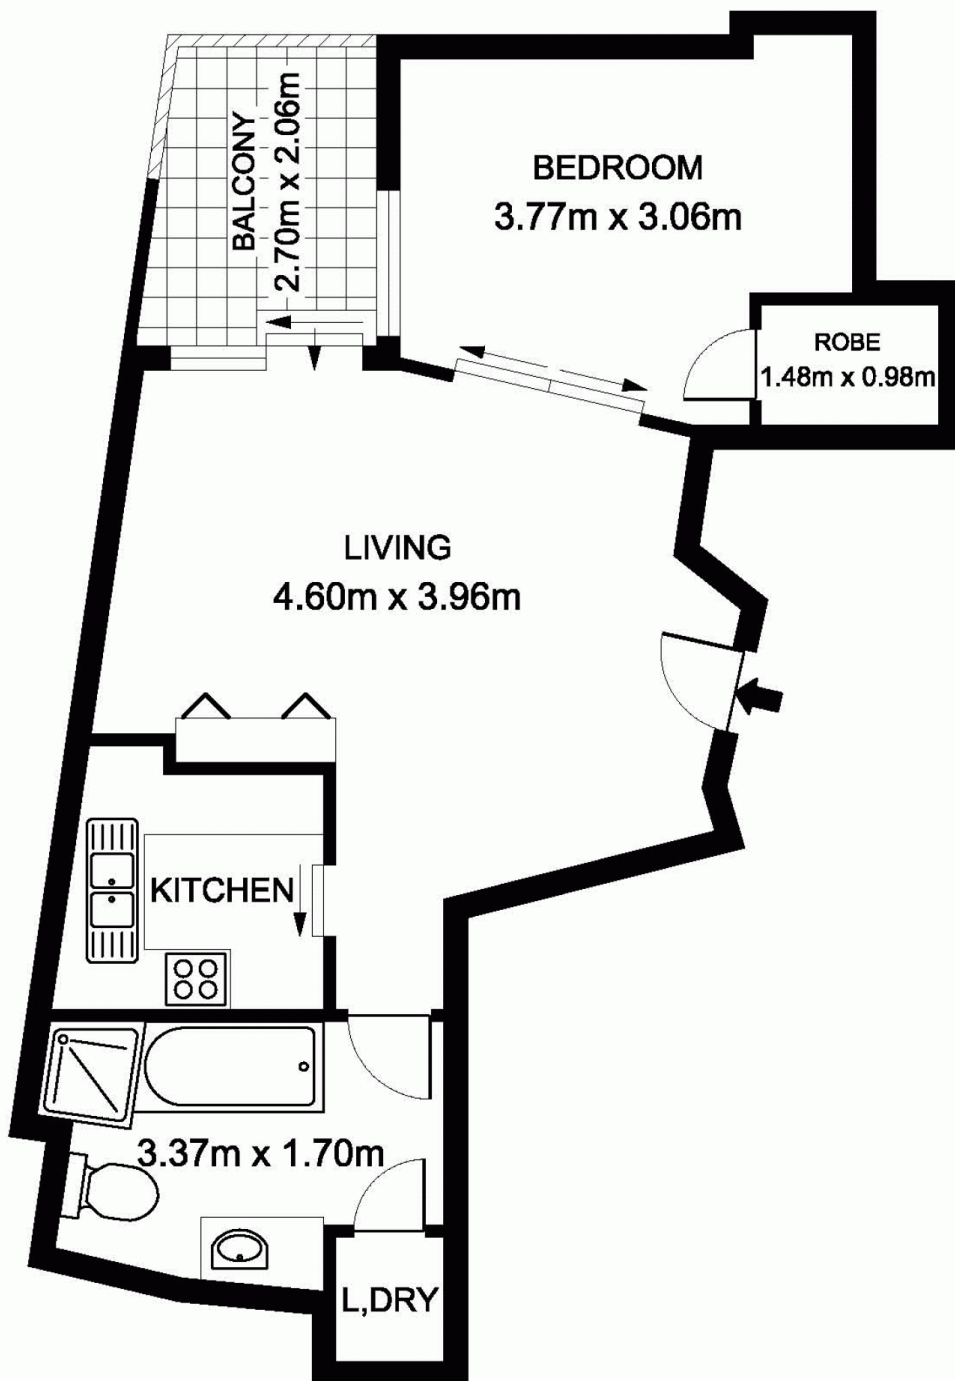 BALCONY
2.70m x 2.06m
BEDROOM
3.77m x 3.06m
ROBE
1.48m x 0.98m
LIVING
4.60m x 3.96m
KITCHEN
3.37m x 1.70m
L,DRY